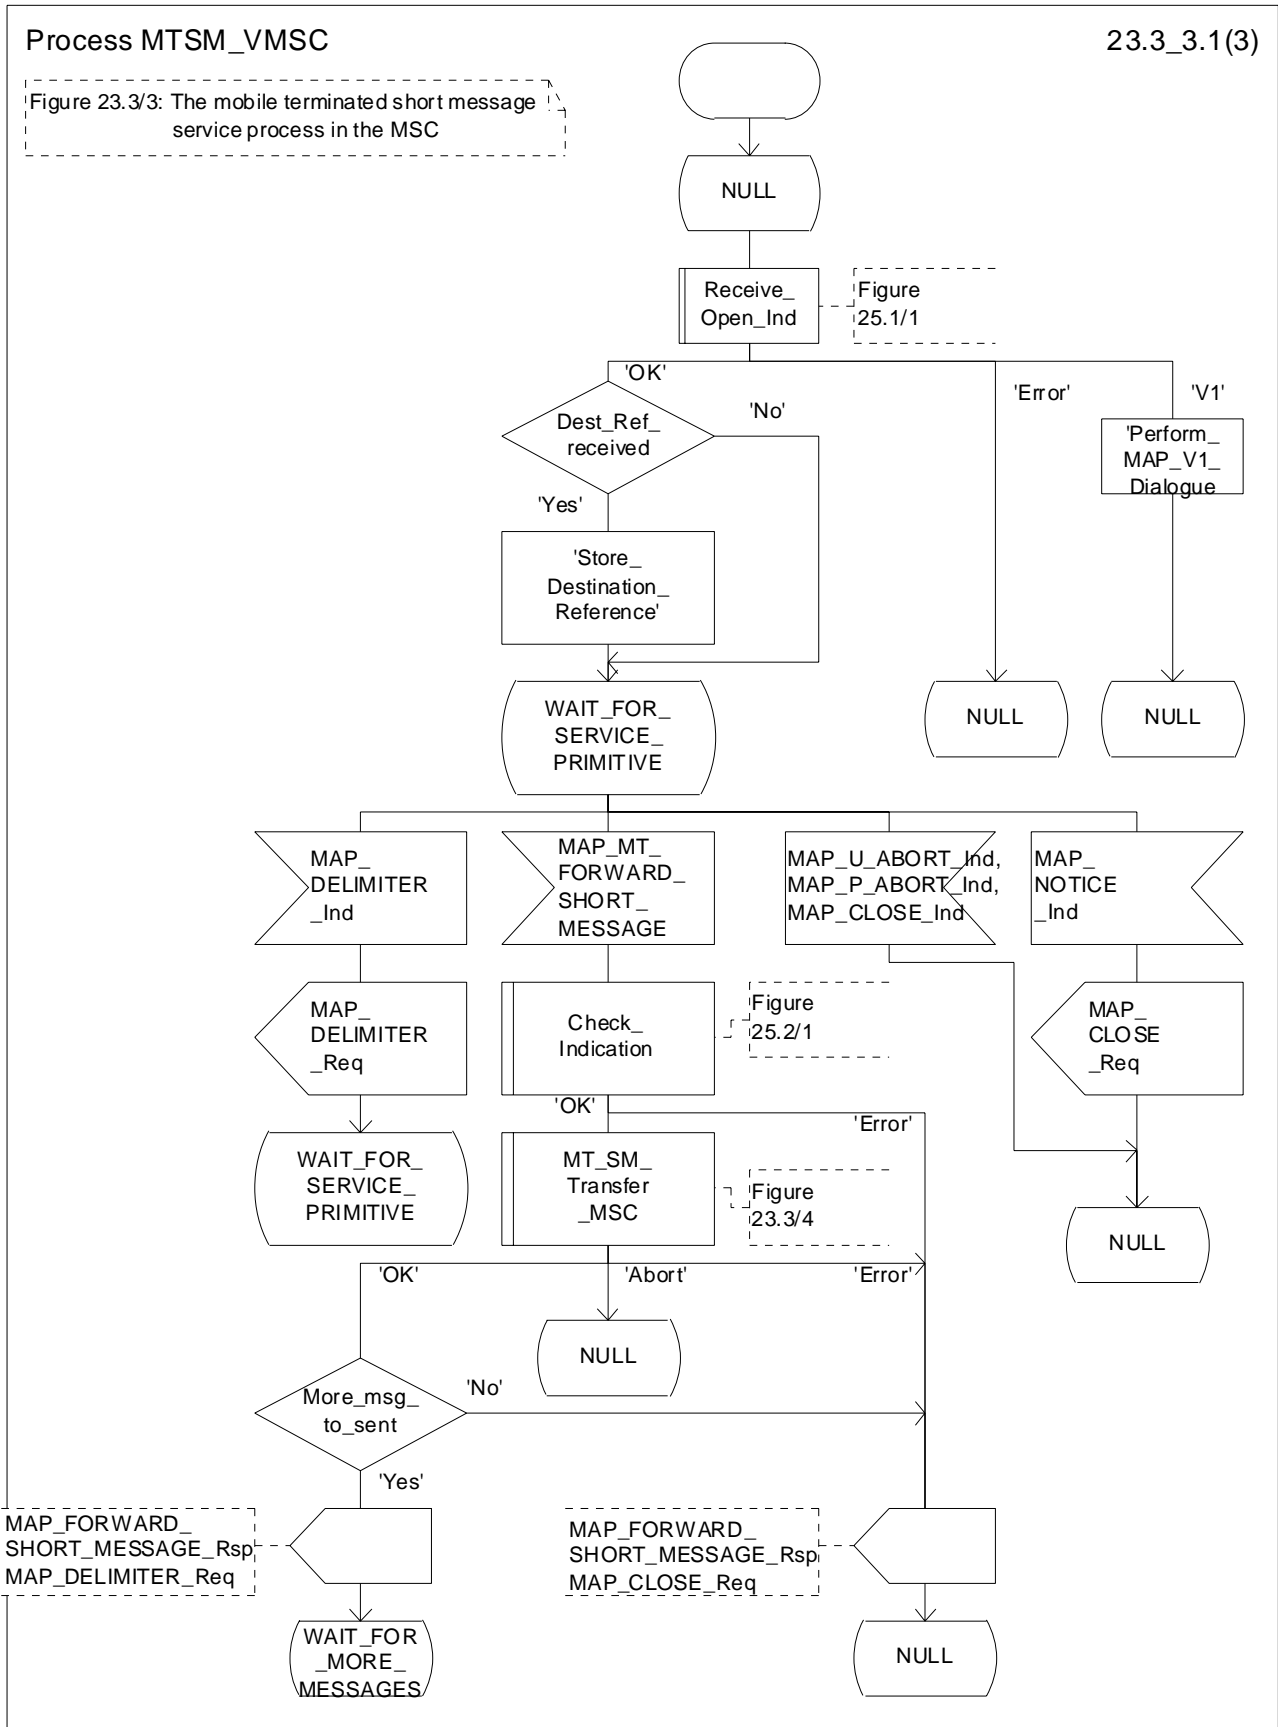 Process MTSM_VMSC
23.3_3.1(3)
Figure 23.3/3: The mobile terminated short message
service process in the MSC
NULL
Receive_
Open_Ind
Figure
25.1/1
'OK'
'Error'
'V1'
Dest_Ref_
received
'No'
'Perform_
MAP_V1_
Dialogue
'Yes'
'Store_
Destination_
Reference'
WAIT_FOR_
SERVICE_
PRIMITIVE
NULL
NULL
MAP_
DELIMITER
_Ind
MAP_MT_
FORWARD_
SHORT_
MESSAGE
MAP_U_ABORT_Ind,
MAP_P_ABORT_Ind,
MAP_CLOSE_Ind
MAP_
NOTICE
_Ind
MAP_
DELIMITER
_Req
Check_
Indication
Figure
25.2/1
MAP_
CLOSE
_Req
'OK'
'Error'
WAIT_FOR_
SERVICE_
PRIMITIVE
MT_SM_
Transfer
_MSC
Figure
23.3/4
NULL
'OK'
'Abort'
'Error'
NULL
More_msg_
to_sent
'No'
'Yes'
MAP_FORWARD_
SHORT_MESSAGE_Rsp
MAP_DELIMITER_Req
MAP_FORWARD_
SHORT_MESSAGE_Rsp
MAP_CLOSE_Req
WAIT_FOR
_MORE_
MESSAGES
NULL